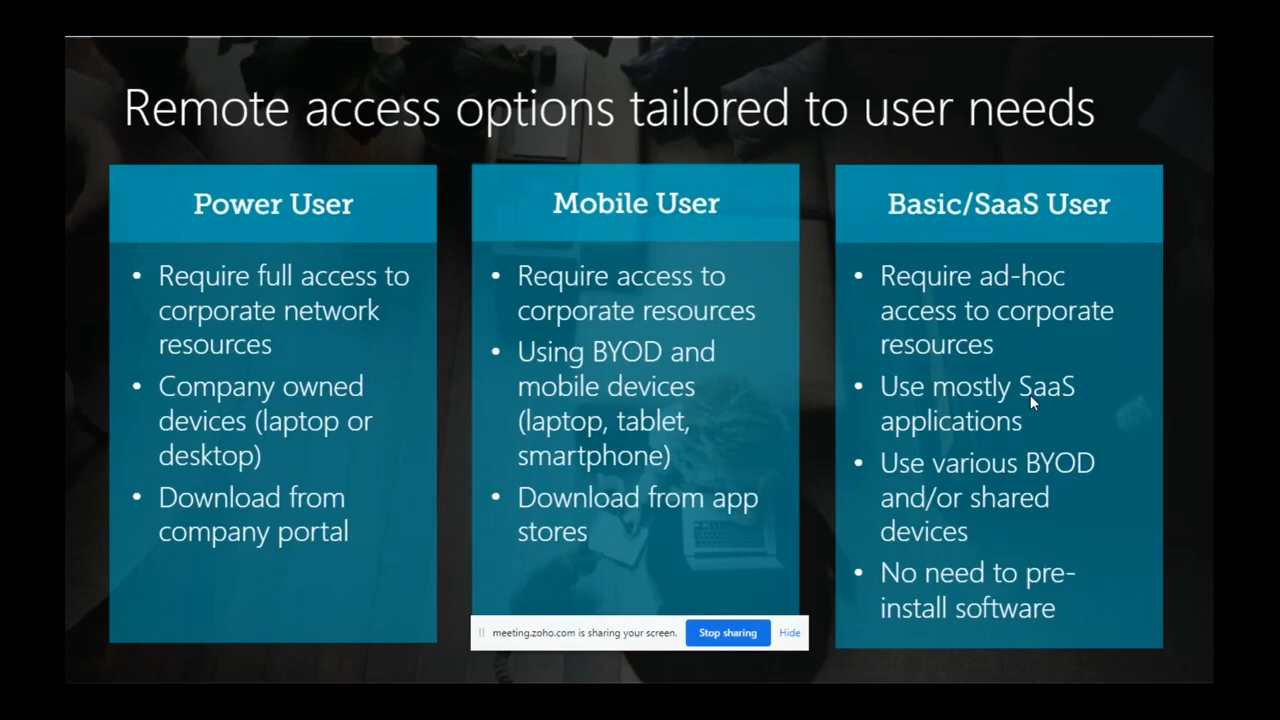 Remote access options tailored to user needs
Power User
• Require full access to
corporate network
resources
• Company owned
devices (laptop or
desktop)
• Download from
company portal
Mobile User
• Require access to
corporate resources
• Using BYOD and
mobile devices
(laptop, tablet,
smartphone)
• Download from app
stores
Basic/SaaS User
• Require ad-hoc
access to corporate
resources
• Use mostly SaaS
applications
• Use various BYOD
and/or shared
devices
• No need to pre-
install software
meeting.zoho.com is sharing your screen. Stop sharing Hide